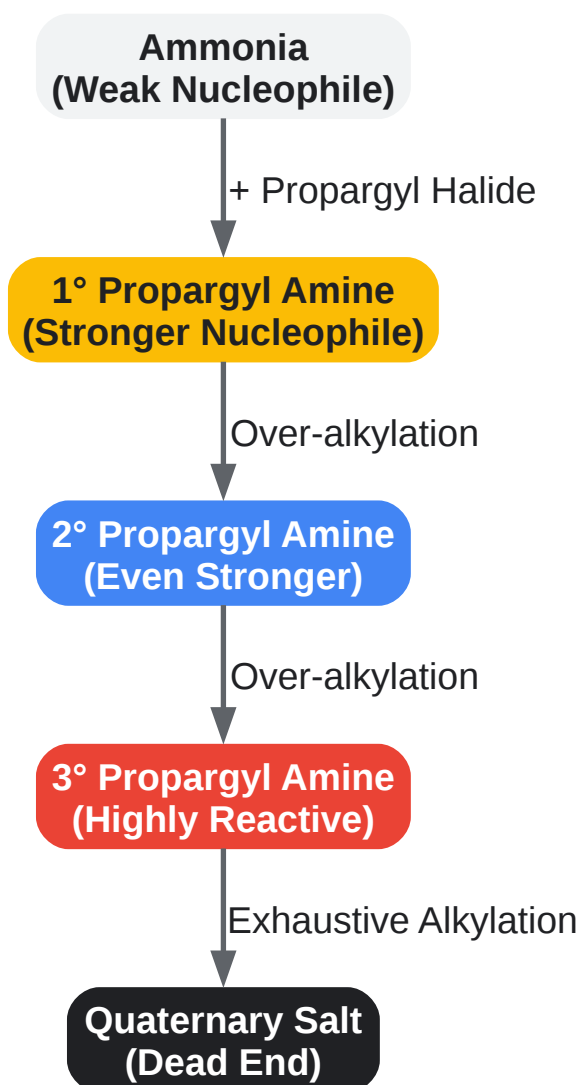 Ammonia
(Weak Nucleophile)
+ Propargyl Halide
1° Propargyl Amine
(Stronger Nucleophile)
Over-alkylation
2° Propargyl Amine
(Even Stronger)
Over-alkylation
3° Propargyl Amine
(Highly Reactive)
Exhaustive Alkylation
Quaternary Salt
(Dead End)